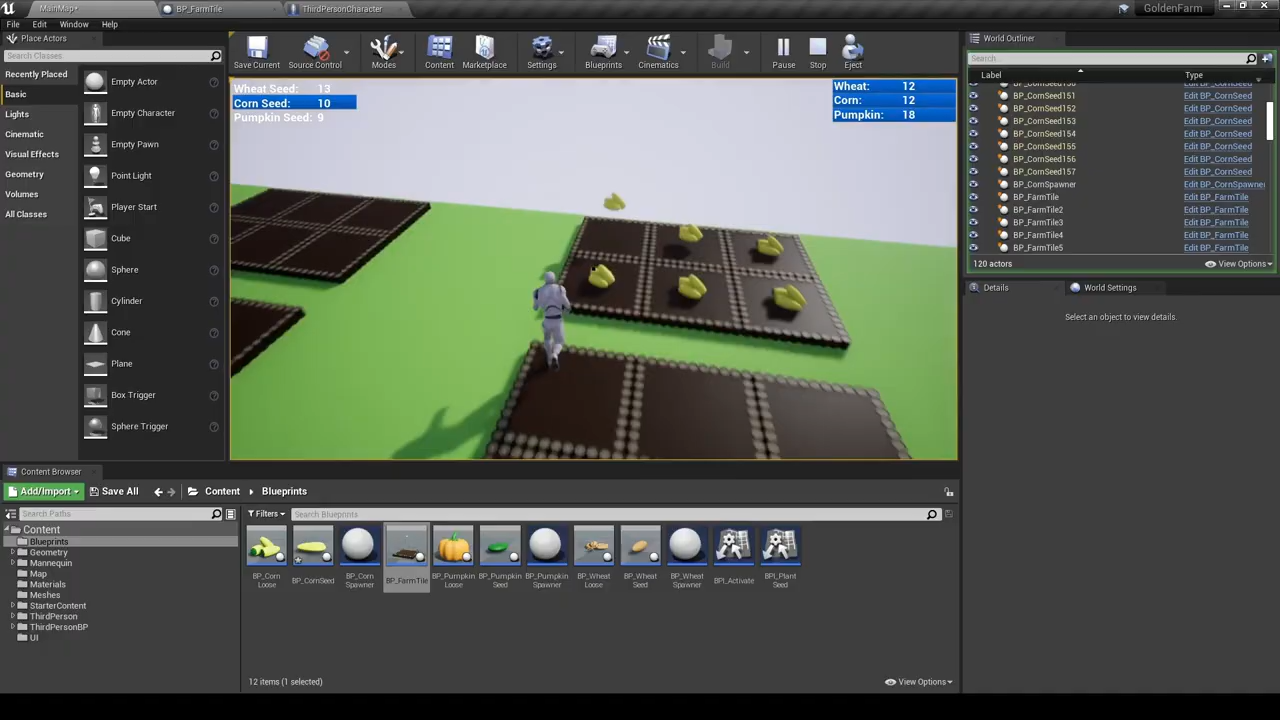 MainMap*
BP_FarmTile
ThirdPersonCharacter
GoldenFarm
File Edit Window Help
Place Actors
Search Classes
Recently Placed
Basic
Lights
Cinematic
Visual Effects
Geometry
Volumes
All Classes
Empty Actor
Empty Character
Empty Pawn
Point Light
Player Start
Cube
Sphere
Cylinder
Cone
Plane
Box Trigger
Sphere Trigger
Save Current
Source Control
Modes
Content
Marketplace
Settings
Blueprints
Cinematics
Build
Pause
Stop
Eject
Wheat Seed: 13
Corn Seed: 10
Pumpkin Seed: 9
Wheat: 12
Corn: 12
Pumpkin: 18
World Outliner
Search...
Label Type
BP_CornSeed151 Edit BP_CornSeed
BP_CornSeed152 Edit BP_CornSeed
BP_CornSeed153 Edit BP_CornSeed
BP_CornSeed154 Edit BP_CornSeed
BP_CornSeed155 Edit BP_CornSeed
BP_CornSeed156 Edit BP_CornSeed
BP_CornSeed157 Edit BP_CornSeed
BP_CornSpawner Edit BP_CornSpawner
BP_FarmTile Edit BP_FarmTile
BP_FarmTile2 Edit BP_FarmTile
BP_FarmTile3 Edit BP_FarmTile
BP_FarmTile4 Edit BP_FarmTile
BP_FarmTile5 Edit BP_FarmTile
120 actors
View Options
Details
World Settings
Select an object to view details.
Content Browser
Add/Import
Save All
Content
Blueprints
Search Paths
Content
Blueprints
Geometry
Mannequin
Map
Materials
Meshes
StarterContent
ThirdPerson
ThirdPersonBP
UI
Filters
Search Blueprints
BP_Corn
Loose
BP_CornSeed
BP_Corn
Spawner
BP_FarmTile
BP_Pumpkin
Loose
BP_Pumpkin
Seed
BP_Pumpkin
Spawner
BP_Wheat
Loose
BP_Wheat
Seed
BP_Wheat
Spawner
BPI_Activate
BPI_Plant
Seed
12 items (1 selected)
View Options